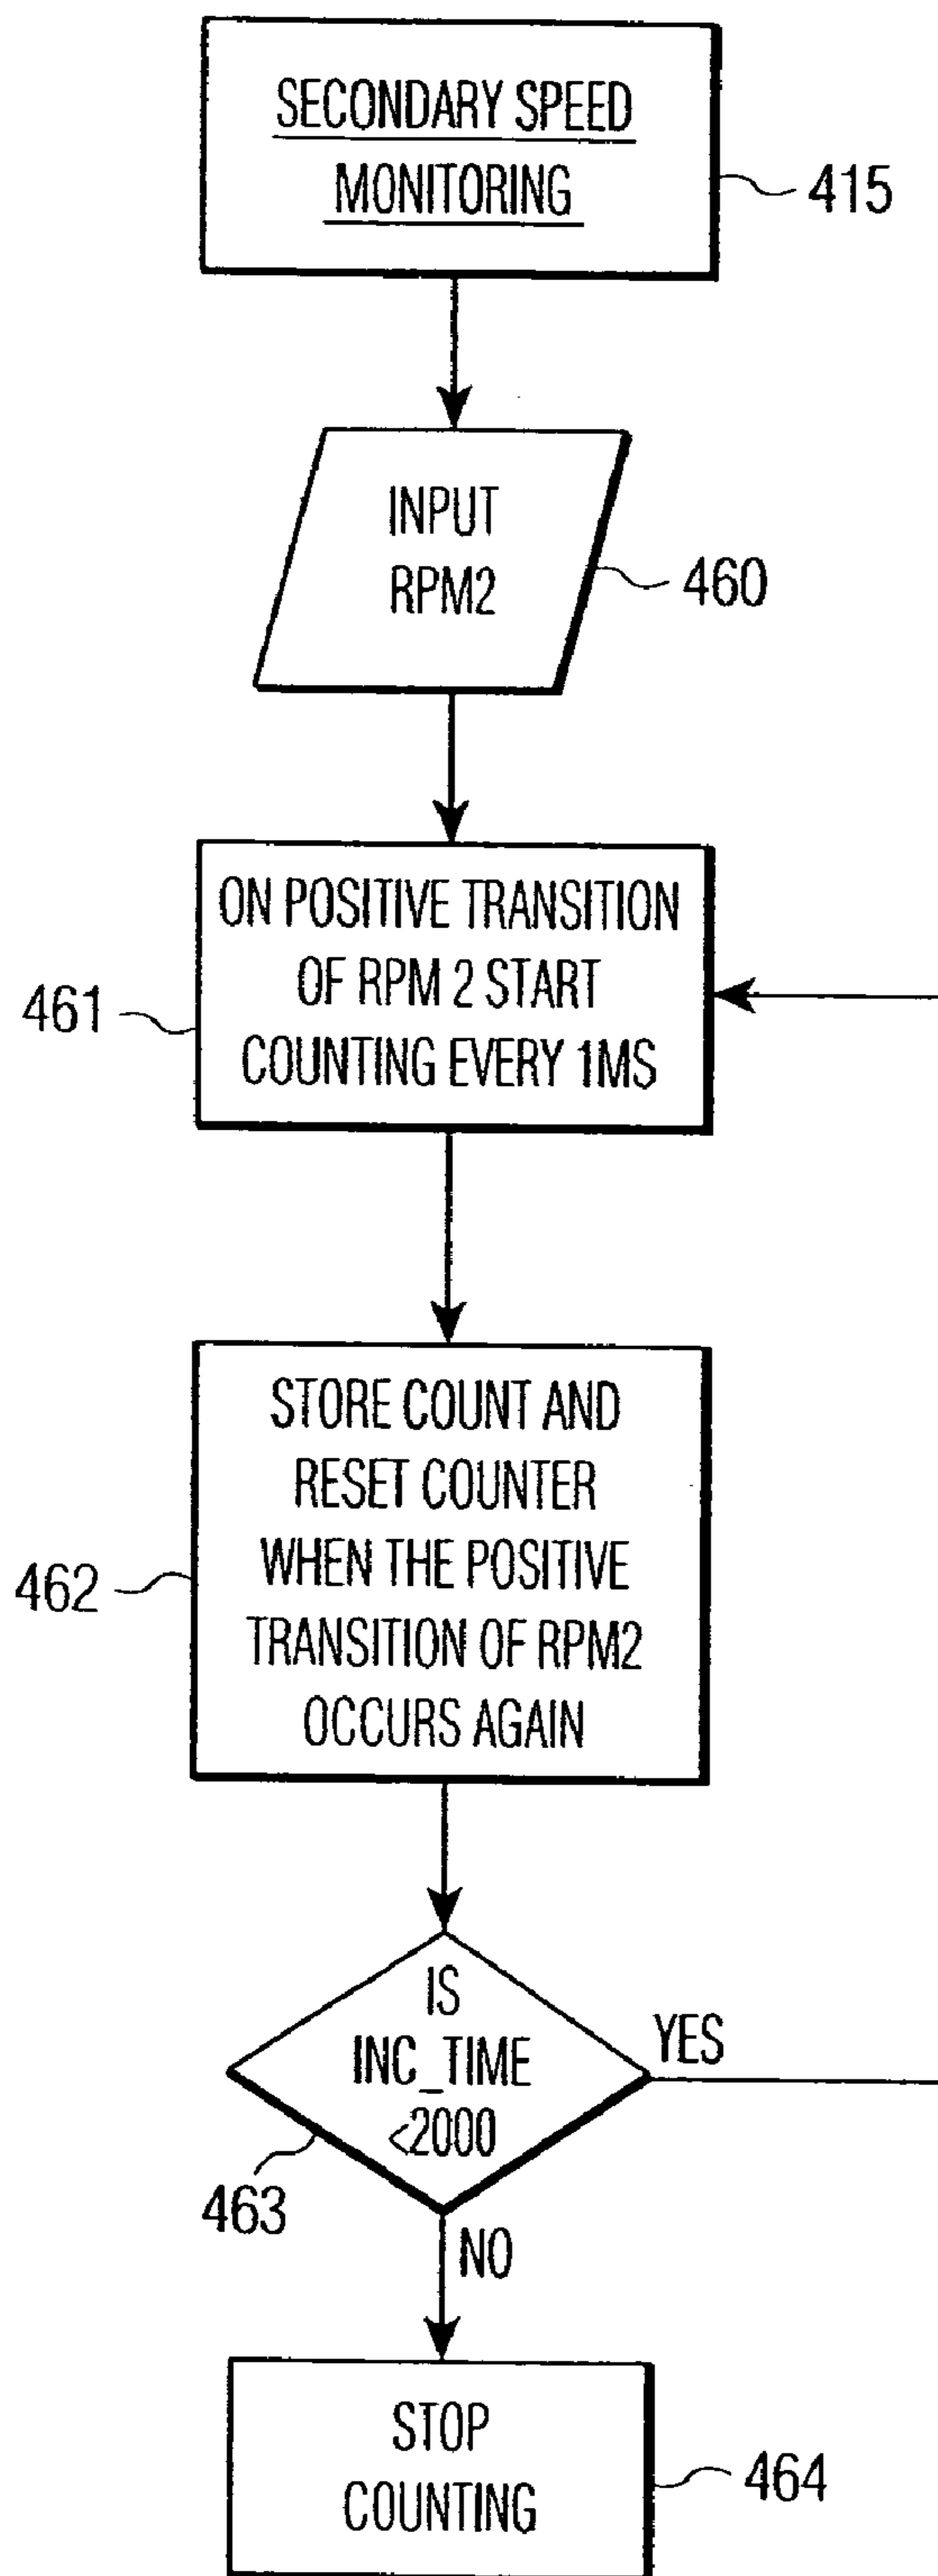 SECONDARY SPEED
MONITORING
415
INPUT
RPM2
460
ON POSITIVE TRANSITION
OF RPM 2 START
COUNTING EVERY 1MS
461
STORE COUNT AND
RESET COUNTER
WHEN THE POSITIVE
TRANSITION OF RPM2
OCCURS AGAIN
462
IS
INC_TIME
<2000
YES
463
NO
STOP
COUNTING
464